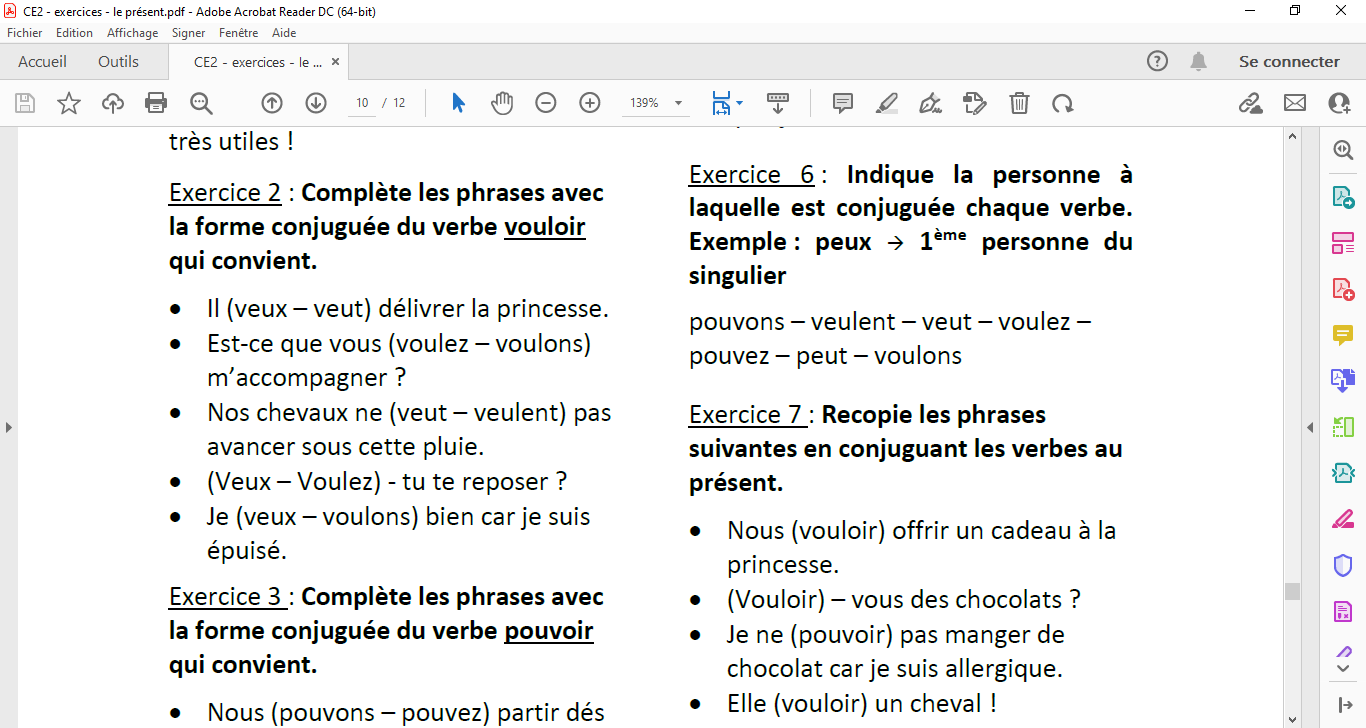 CE2 - exercices - le présent.pdf - Adobe Acrobat Reader DC (64-bit)
Fichier Edition Affichage Signer Fenêtre Aide
Accueil Outils CE2 - exercices - le ... × Se connecter
10 / 12 139%
très utiles !
Exercice 2 : Complète les phrases avec
la forme conjuguée du verbe vouloir
qui convient.
• Il (veux – veut) délivrer la princesse.
• Est-ce que vous (voulez – voulons)
m’accompagner ?
• Nos chevaux ne (veut – veulent) pas
avancer sous cette pluie.
• (Veux – Voulez) - tu te reposer ?
• Je (veux – voulons) bien car je suis
épuisé.
Exercice 3 : Complète les phrases avec
la forme conjuguée du verbe pouvoir
qui convient.
• Nous (pouvons – pouvez) partir dés
Exercice 6 : Indique la personne à
laquelle est conjuguée chaque verbe.
Exemple : peux → 1ème personne du
singulier
pouvons – veulent – veut – voulez –
pouvez – peut – voulons
Exercice 7 : Recopie les phrases
suivantes en conjuguant les verbes au
présent.
• Nous (vouloir) offrir un cadeau à la
princesse.
• (Vouloir) – vous des chocolats ?
• Je ne (pouvoir) pas manger de
chocolat car je suis allergique.
• Elle (vouloir) un cheval !